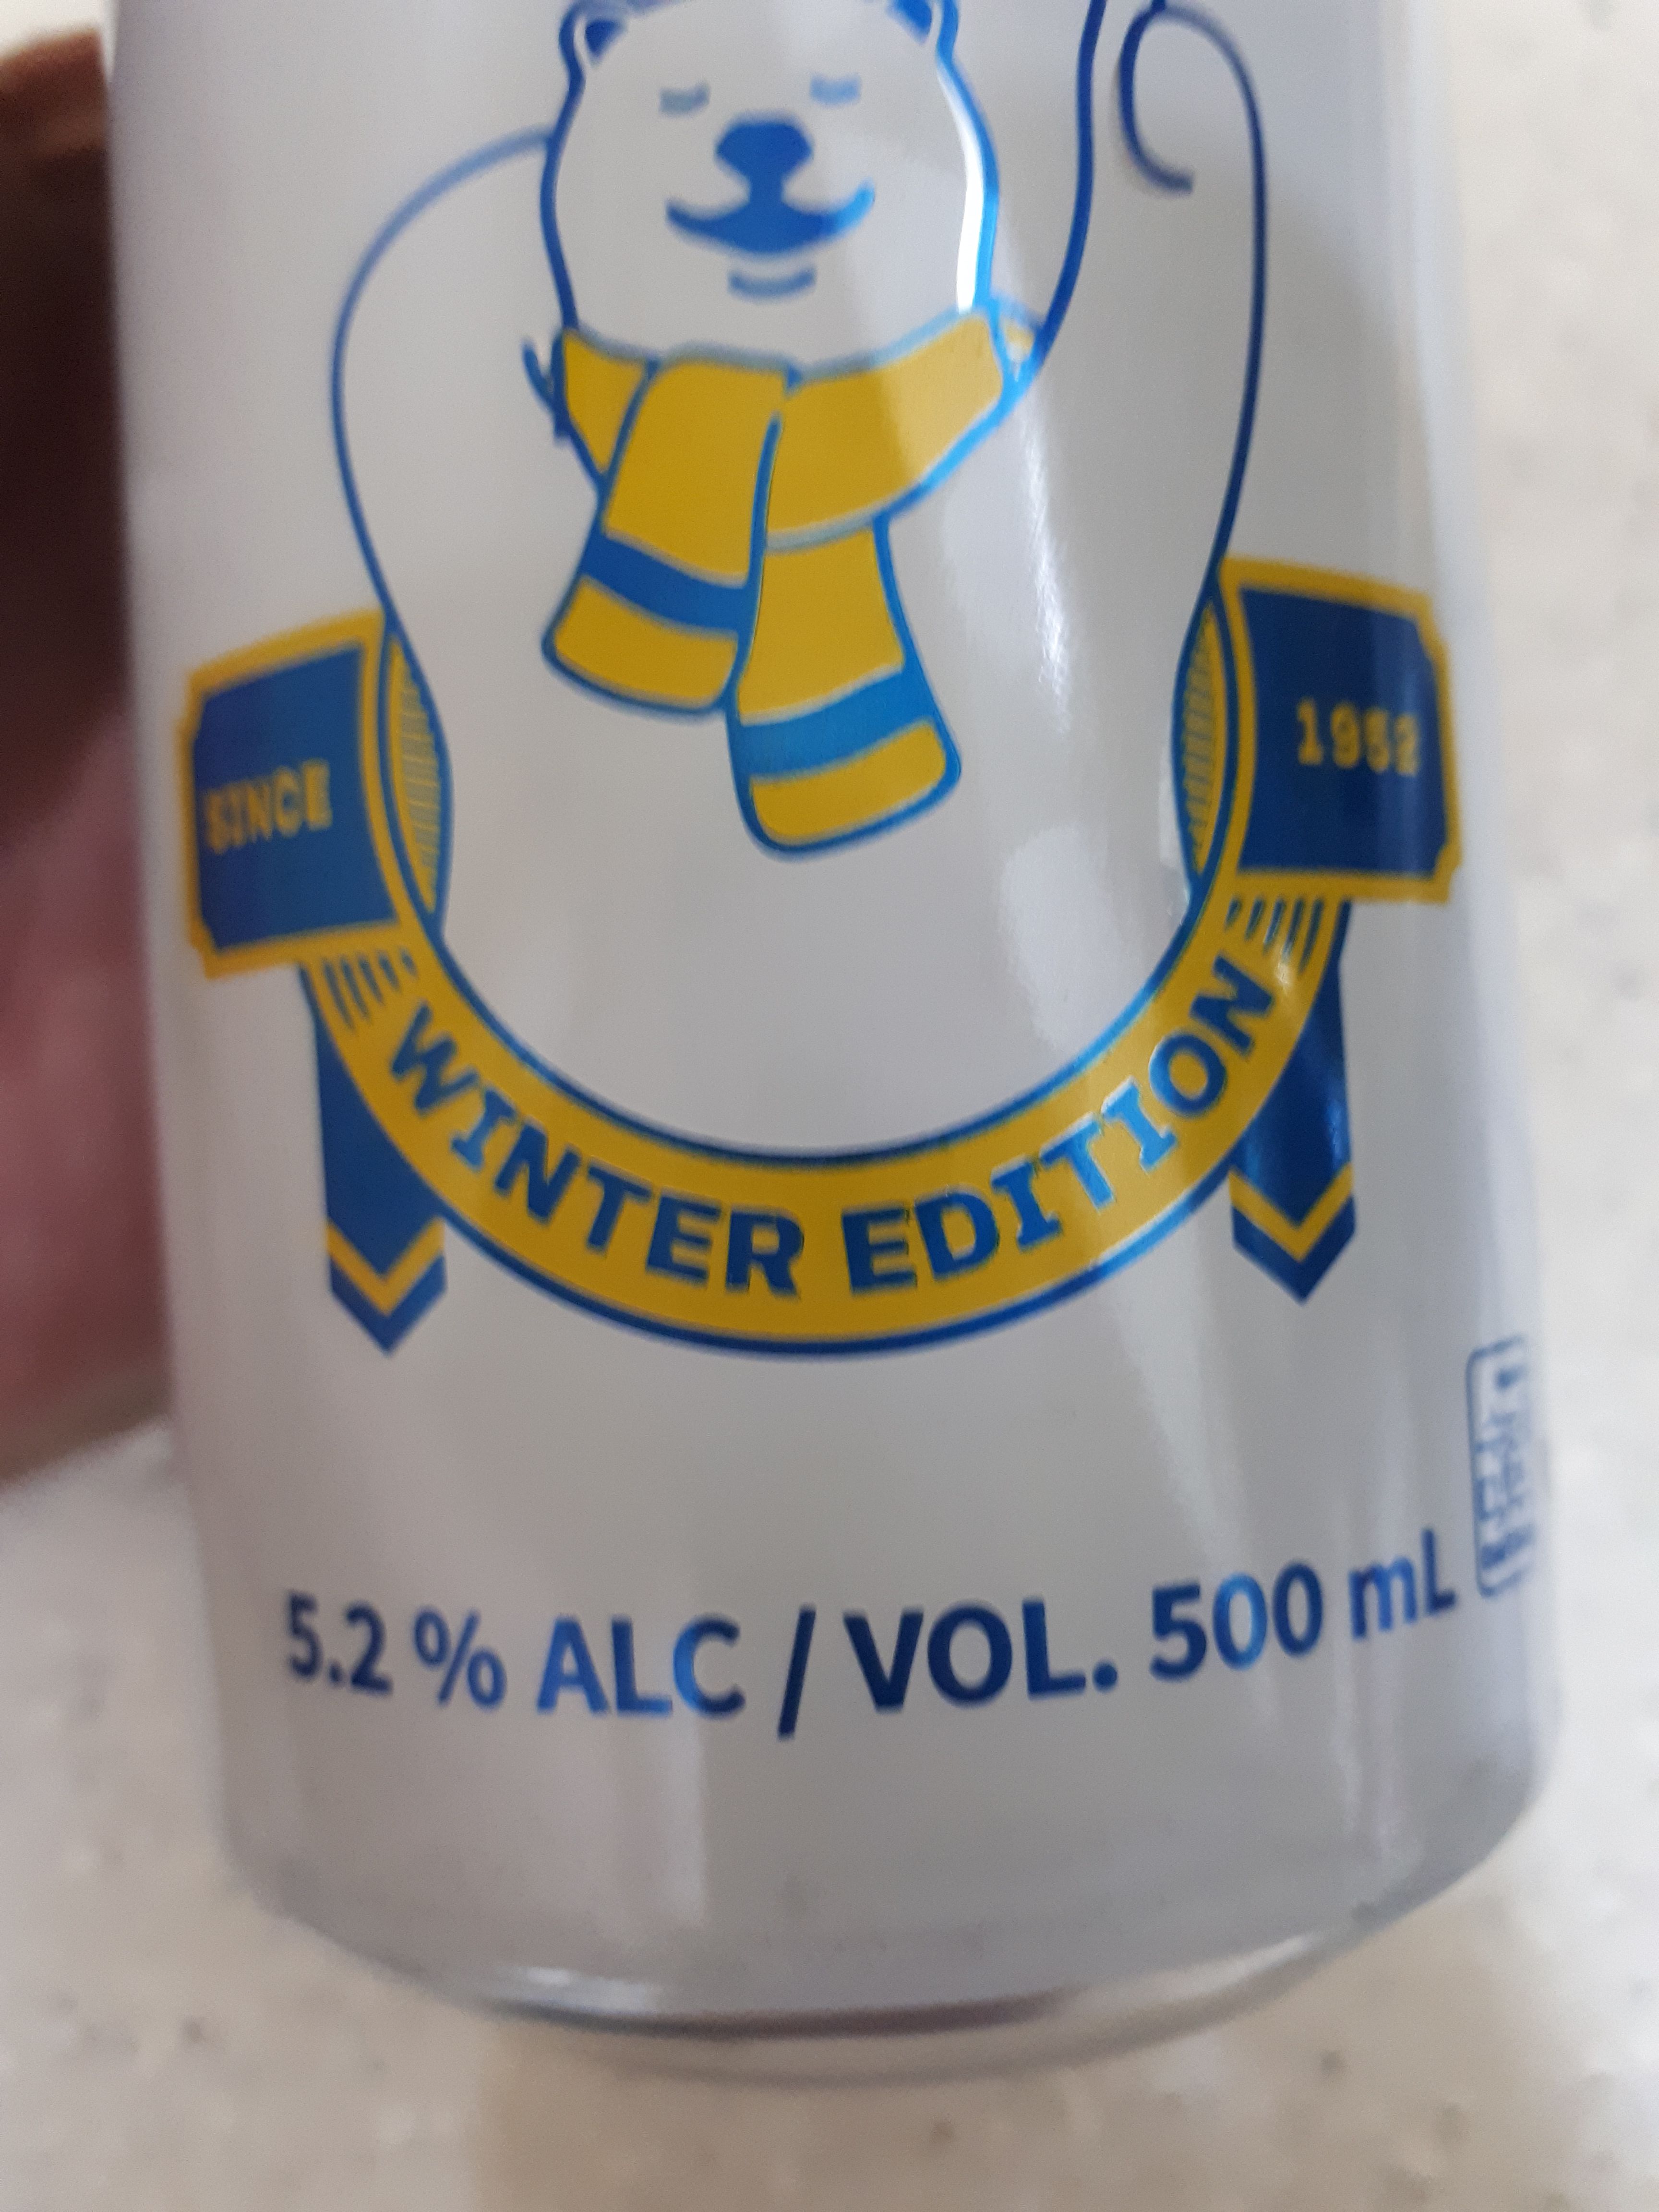 SINCE
1952
WINTER EDITION
5.2 % ALC / VOL. 500 mL